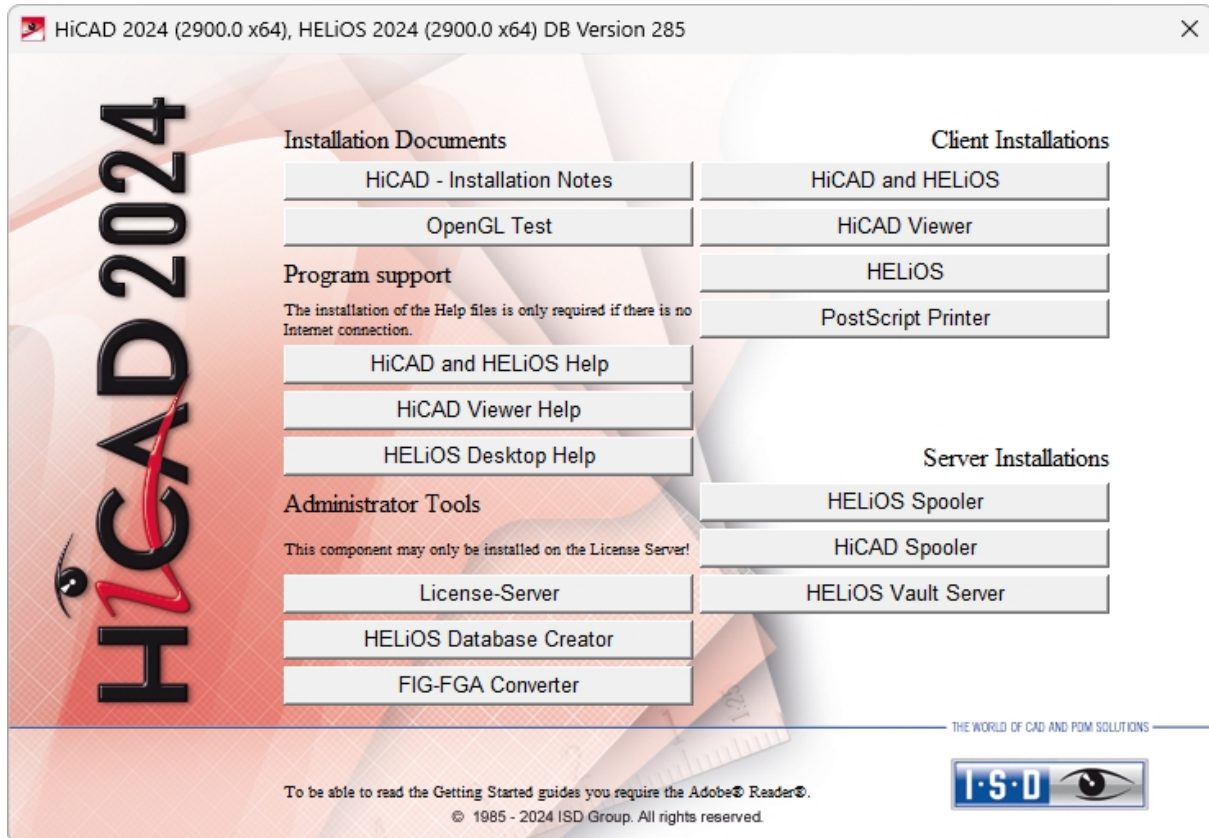 HiCAD 2024 (2900.0 x64), HELiOS 2024 (2900.0 x64) DB Version 285
HiCAD 2024
Installation Documents
HiCAD - Installation Notes
OpenGL Test
Program support
The installation of the Help files is only required if there is no
Internet connection.
HiCAD and HELiOS Help
HiCAD Viewer Help
HELiOS Desktop Help
Administrator Tools
This component may only be installed on the License Server!
License-Server
HELiOS Database Creator
FIG-FGA Converter
Client Installations
HiCAD and HELiOS
HiCAD Viewer
HELiOS
PostScript Printer
Server Installations
HELiOS Spooler
HiCAD Spooler
HELiOS Vault Server
THE WORLD OF CAD AND PDM SOLUTIONS
I·S·D
To be able to read the Getting Started guides you require the Adobe® Reader®.
© 1985 - 2024 ISD Group. All rights reserved.